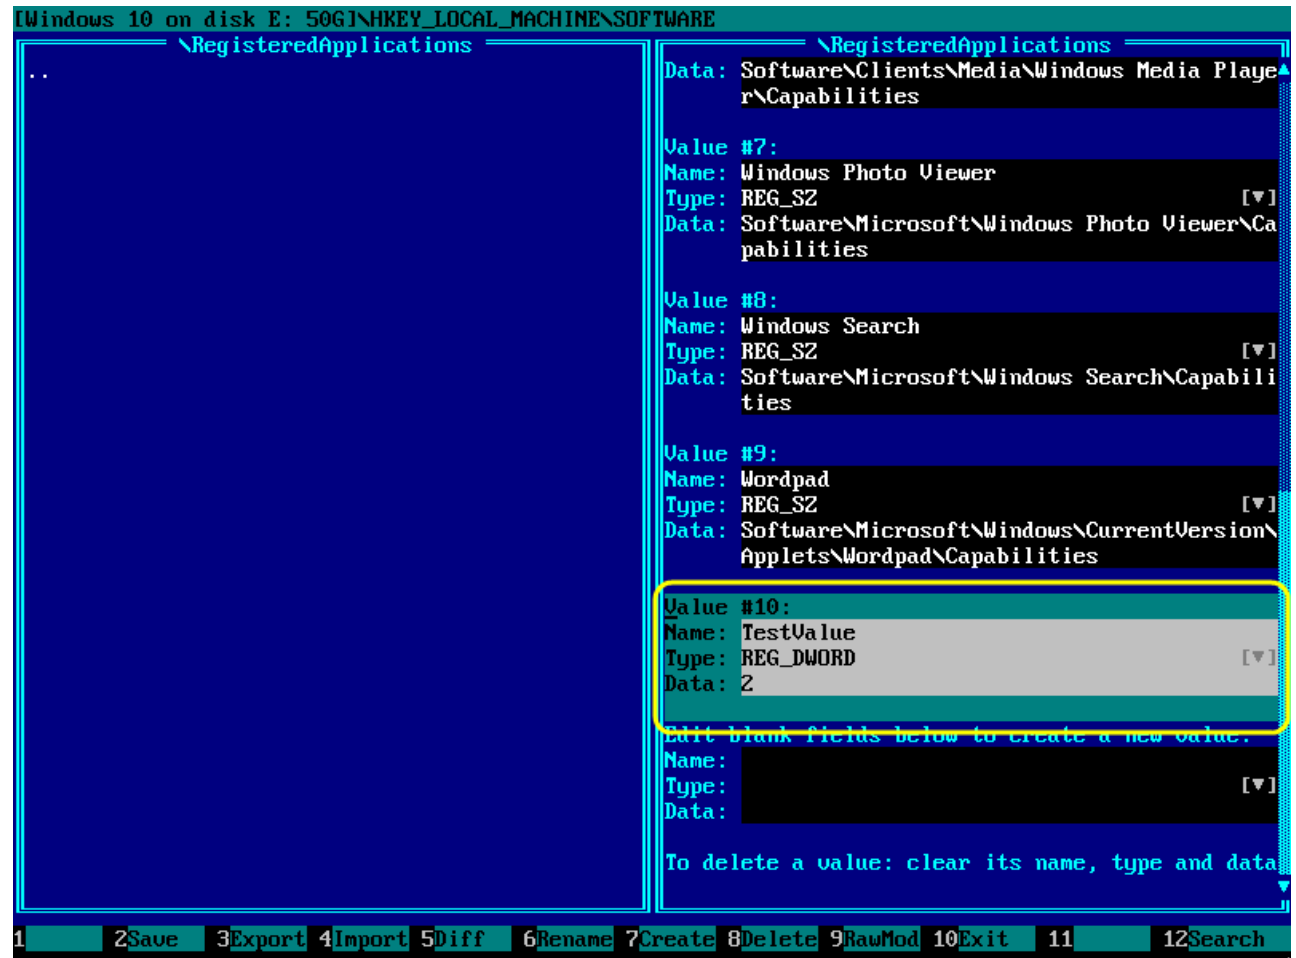 [Windows 10 on disk E: 50G]\HKEY_LOCAL_MACHINE\SOFTWARE
\RegisteredApplications
..
\RegisteredApplications
Data: Software\Clients\Media\Windows Media Playe
r\Capabilities
Value #7:
Name: Windows Photo Viewer
Type: REG_SZ [▼]
Data: Software\Microsoft\Windows Photo Viewer\Ca
pabilities
Value #8:
Name: Windows Search
Type: REG_SZ [▼]
Data: Software\Microsoft\Windows Search\Capabili
ties
Value #9:
Name: Wordpad
Type: REG_SZ [▼]
Data: Software\Microsoft\Windows\CurrentVersion\
Applets\Wordpad\Capabilities
Value #10:
Name: TestValue
Type: REG_DWORD [▼]
Data: 2
Edit blank fields below to create a new value.
Name:
Type: [▼]
Data:
To delete a value: clear its name, type and data
1 2Save 3Export 4Import 5Diff 6Rename 7Create 8Delete 9RawMod 10Exit 11 12Search